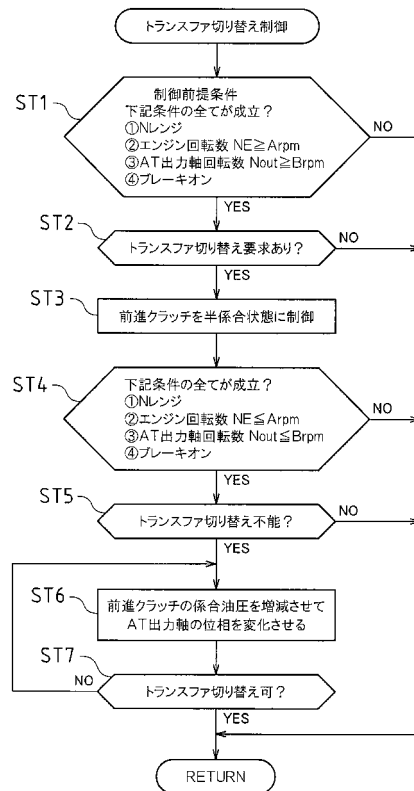 トランスファ切り替え制御
ST1
制御前提条件
下記条件の全てが成立?
①Nレンジ
②エンジン回転数 NE≧Arpm
③AT出力軸回転数 Nout≧Brpm
④ブレーキオン
NO
YES
ST2
トランスファ切り替え要求あり?
NO
YES
ST3
前進クラッチを半係合状態に制御
ST4
下記条件の全てが成立?
①Nレンジ
②エンジン回転数 NE≦Arpm
③AT出力軸回転数 Nout≦Brpm
④ブレーキオン
NO
YES
ST5
トランスファ切り替え不能?
NO
YES
ST6
前進クラッチの係合油圧を増減させて
AT出力軸の位相を変化させる
ST7
NO
トランスファ切り替え可?
YES
RETURN